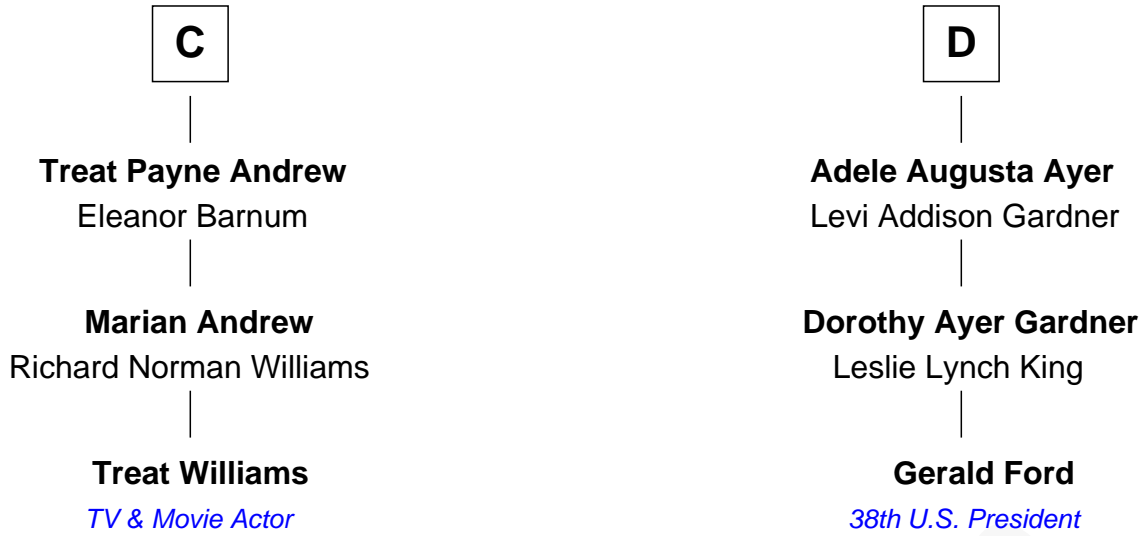 C
Treat Payne Andrew
Eleanor Barnum
Marian Andrew
Richard Norman Williams
Treat Williams
TV & Movie Actor
D
Adele Augusta Ayer
Levi Addison Gardner
Dorothy Ayer Gardner
Leslie Lynch King
Gerald Ford
38th U.S. President